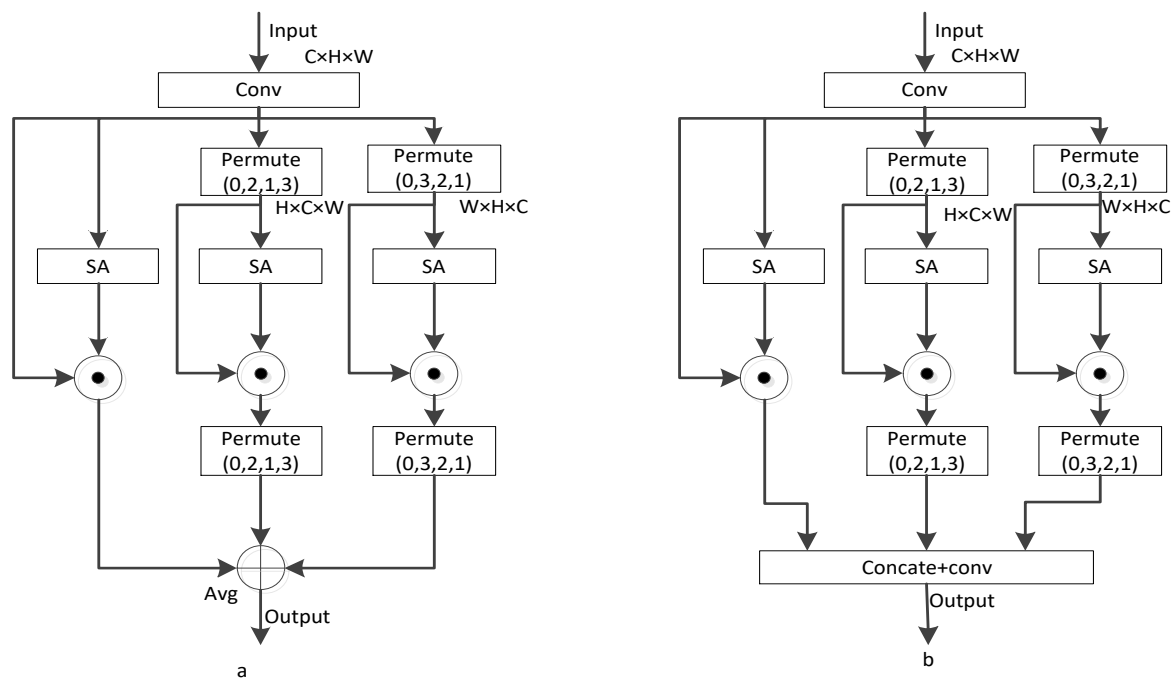 Input
C×H×W
Conv
Permute
(0,2,1,3)
Permute
(0,3,2,1)
H×C×W
W×H×C
SA
SA
SA
Permute
(0,2,1,3)
Permute
(0,3,2,1)
Avg
Output
a
Input
C×H×W
Conv
Permute
(0,2,1,3)
Permute
(0,3,2,1)
H×C×W
W×H×C
SA
SA
SA
Permute
(0,2,1,3)
Permute
(0,3,2,1)
Concate+conv
Output
b